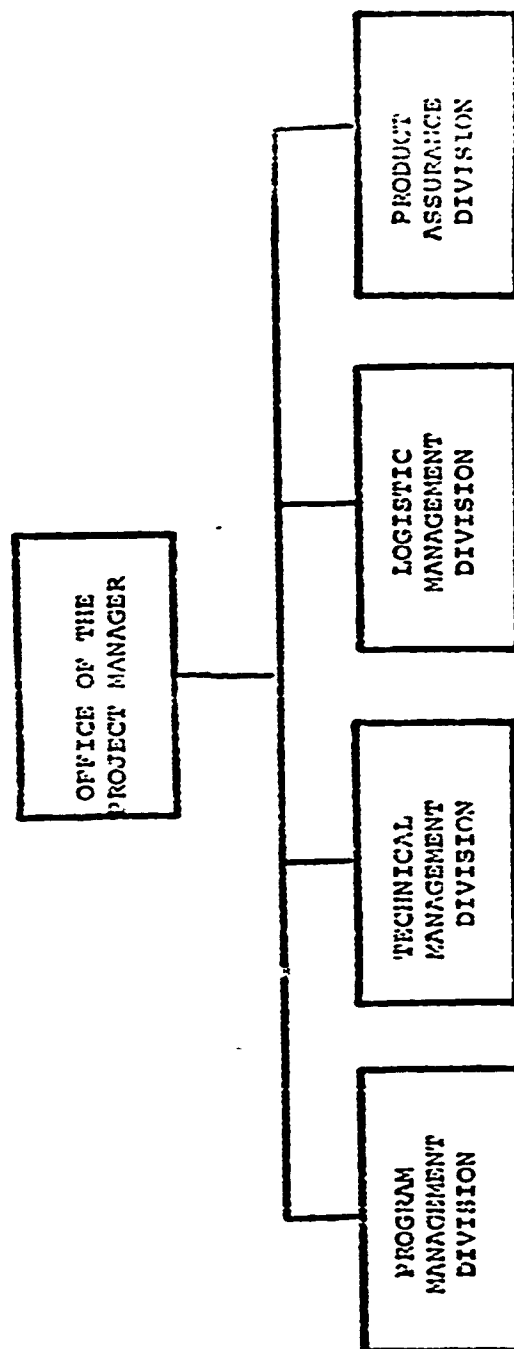 OFFICE OF THE
PROJECT MANAGER
PROGRAM
MANAGEMENT
DIVISION
TECHNICAL
MANAGEMENT
DIVISION
LOGISTIC
MANAGEMENT
DIVISION
PRODUCT
ASSURANCE
DIVISION